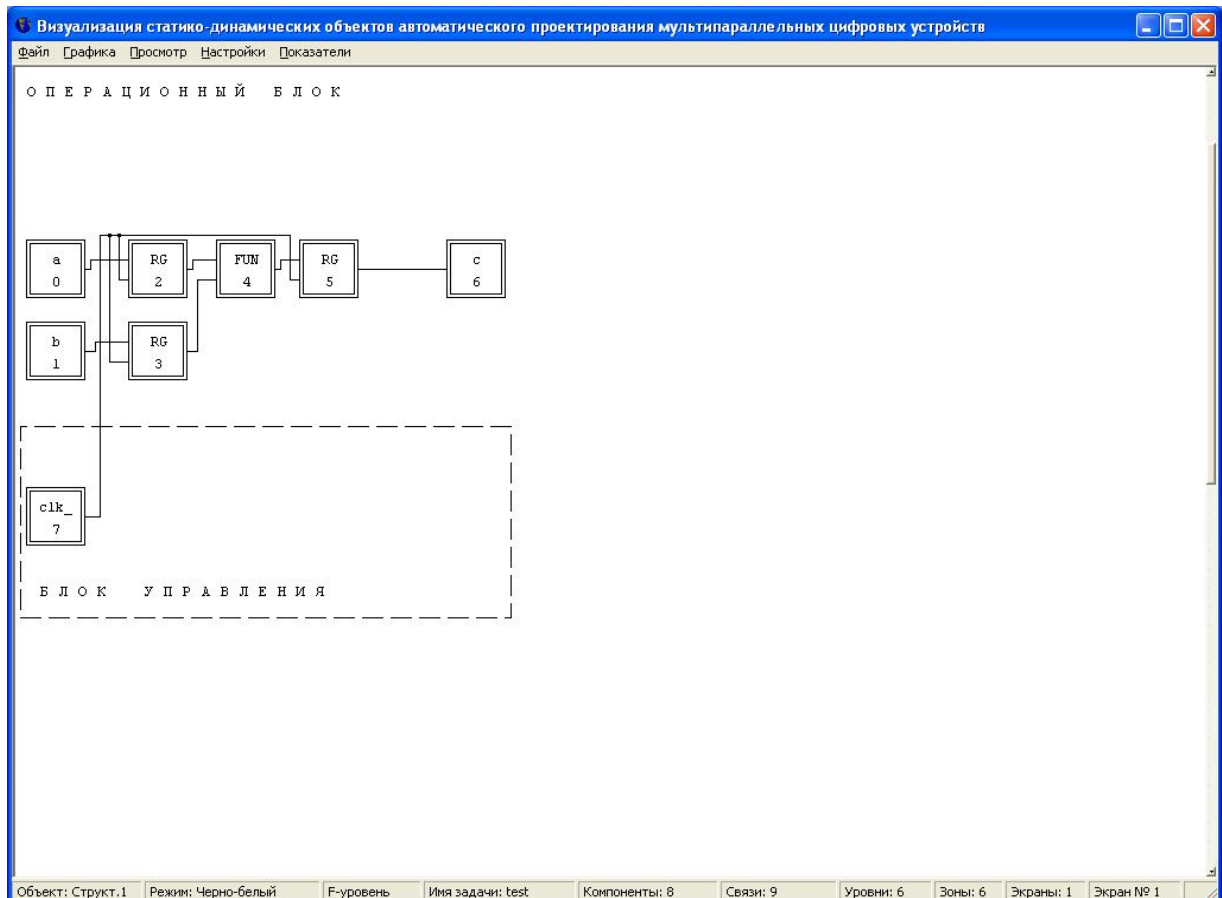 Визуализация статико-динамических объектов автоматического проектирования мультипараллельных цифровых устройств
Файл Графика Просмотр Настройки Показатели
О П Е Р А Ц И О Н Н Ы Й Б Л О К
a
0
RG
2
FUN
4
RG
5
c
6
b
1
RG
3
clk_
7
Б Л О К У П Р А В Л Е Н И Я
Объект: Структ.1 Режим: Черно-белый F-уровень Имя задачи: test Компоненты: 8 Связи: 9 Уровни: 6 Зоны: 6 Экраны: 1 Экран № 1